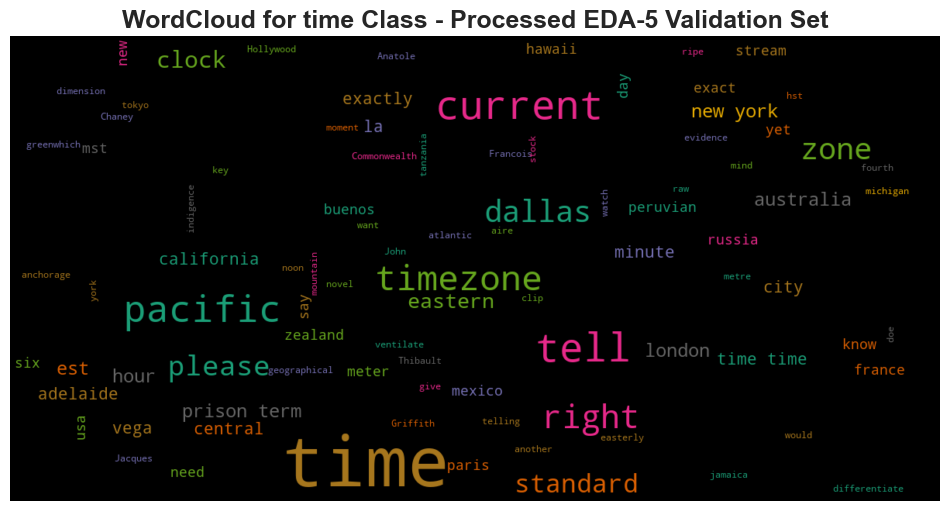 WordCloud for time Class - Processed EDA-5 Validation Set
new
clock
Hollywood
Anatole
hawaii
ripe
stream
dimension
tokyo
Chaney
exactly
current
day
exact
hst
new york
greenwhich
mst
moment
la
yet
evidence
zone
Commonwealth
tanzania
Francois
stock
key
mind
fourth
indigence
buenos
want
dallas
watch
raw
peruvian
australia
michigan
atlantic
aire
john
minute
russia
california
noon
mountain
anchorage
york
timezone
novel
eastern
clip
metre
city
pacific
say
zealand
ventilate
tell
london
time time
know
doe
six
est
hour
please
geographical
meter
Thibault
give
mexico
france
adelaide
usa
vega
prison term
central
Griffith
telling
right
easterly
would
Jacques
need
time
paris
another
standard
jamaica
differentiate